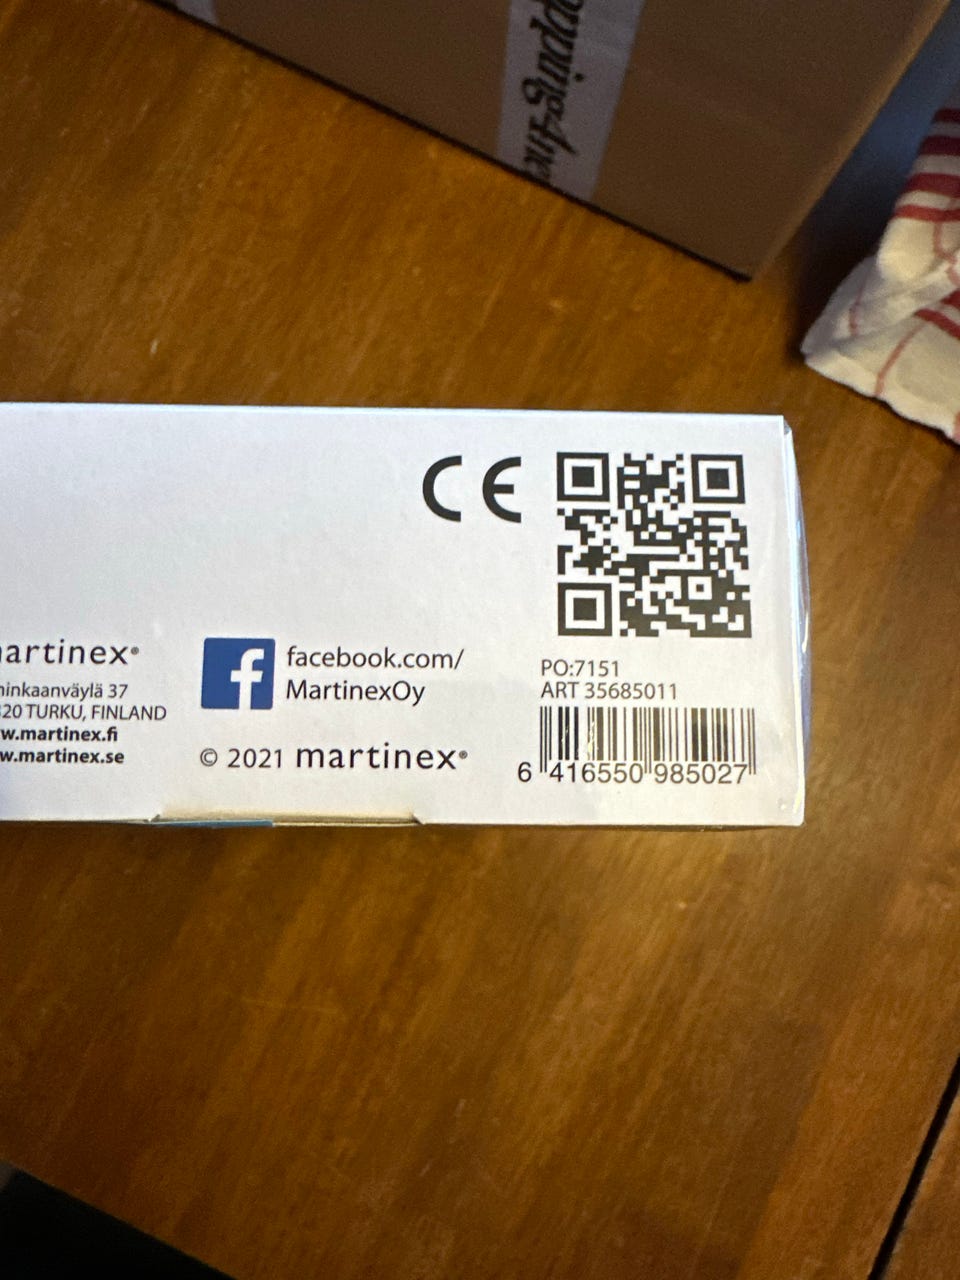 CE
artinex®
inkaanväylä 37
320 TURKU, FINLAND
w.martinex.fi
w.martinex.se
facebook.com/
MartinexOy
© 2021 martinex®
PO:7151
ART 35685011
6 416550 985027